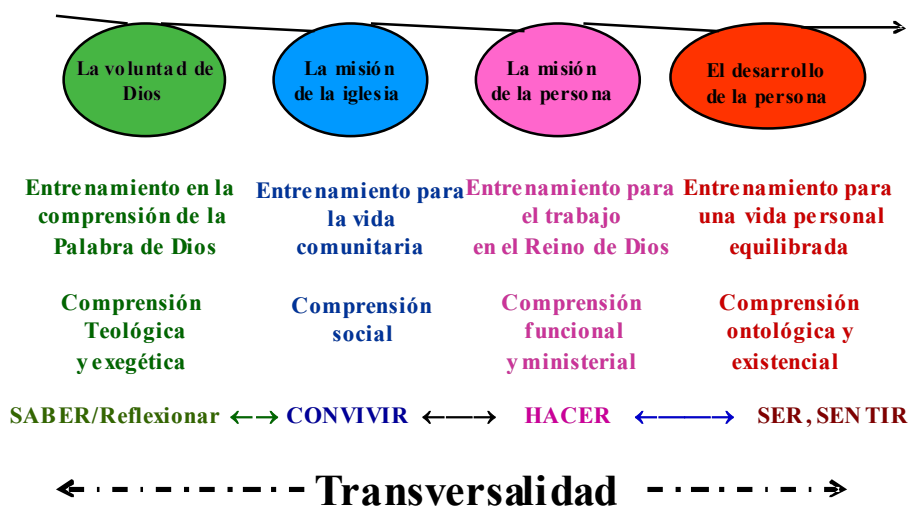 La voluntad de
Dios
La misión
de la iglesia
La misión
de la persona
El desarrollo
de la persona
Entrenamiento en la
comprensión de la
Palabra de Dios
Entrenamiento para
la vida
comunitaria
Entrenamiento para
el trabajo
en el Reino de Dios
Entrenamiento para
una vida personal
equilibrada
Comprensión
Teológica
y exegética
Comprensión
social
Comprensión
funcional
y ministerial
Comprensión
ontológica y
existencial
SABER/Reflexionar
CONVIVIR
HACER
SER, SENTIR
Transversalidad